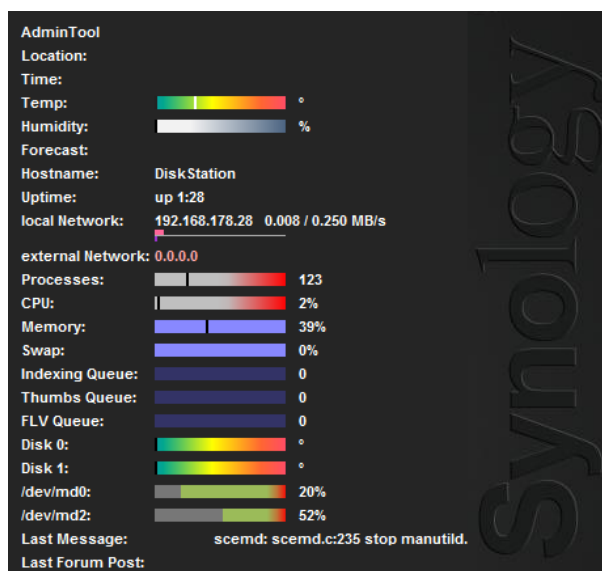 AdminTool
Location:
Time:
Temp: °
Humidity: %
Forecast:
Hostname: DiskStation
Uptime: up 1:28
local Network: 192.168.178.28 0.008 / 0.250 MB/s
external Network: 0.0.0.0
Processes: 123
CPU: 2%
Memory: 39%
Swap: 0%
Indexing Queue: 0
Thumbs Queue: 0
FLV Queue: 0
Disk 0: °
Disk 1: °
/dev/md0: 20%
/dev/md2: 52%
Last Message: scemd: scemd.c:235 stop manutild.
Last Forum Post:
Synology